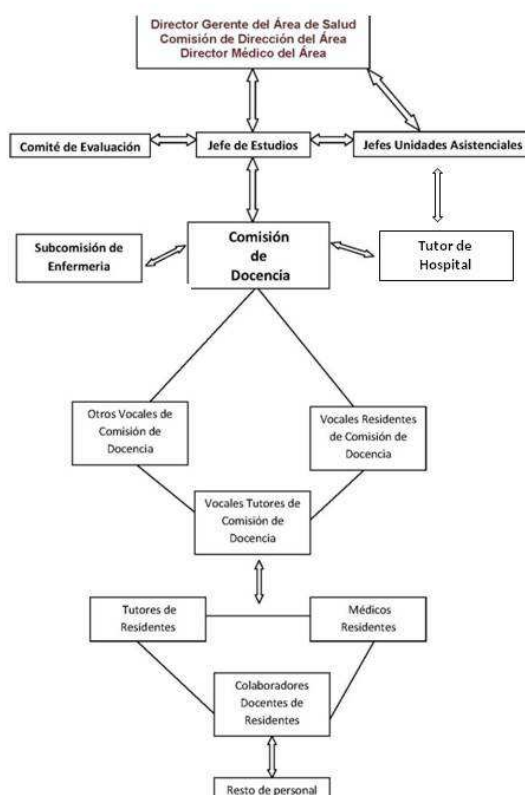 Director Gerente del Área de Salud
Comisión de Dirección del Área
Director Médico del Área
Comité de Evaluación
Jefe de Estudios
Jefes Unidades Asistenciales
Subcomisión de
Enfermeria
Comisión
de
Docencia
Tutor de
Hospital
Otros Vocales de
Comisión de
Docencia
Vocales Residentes
de Comisión de
Docencia
Vocales Tutores de
Comisión de
Docencia
Tutores de
Residentes
Médicos
Residentes
Colaboradores
Docentes de
Residentes
Resto de personal